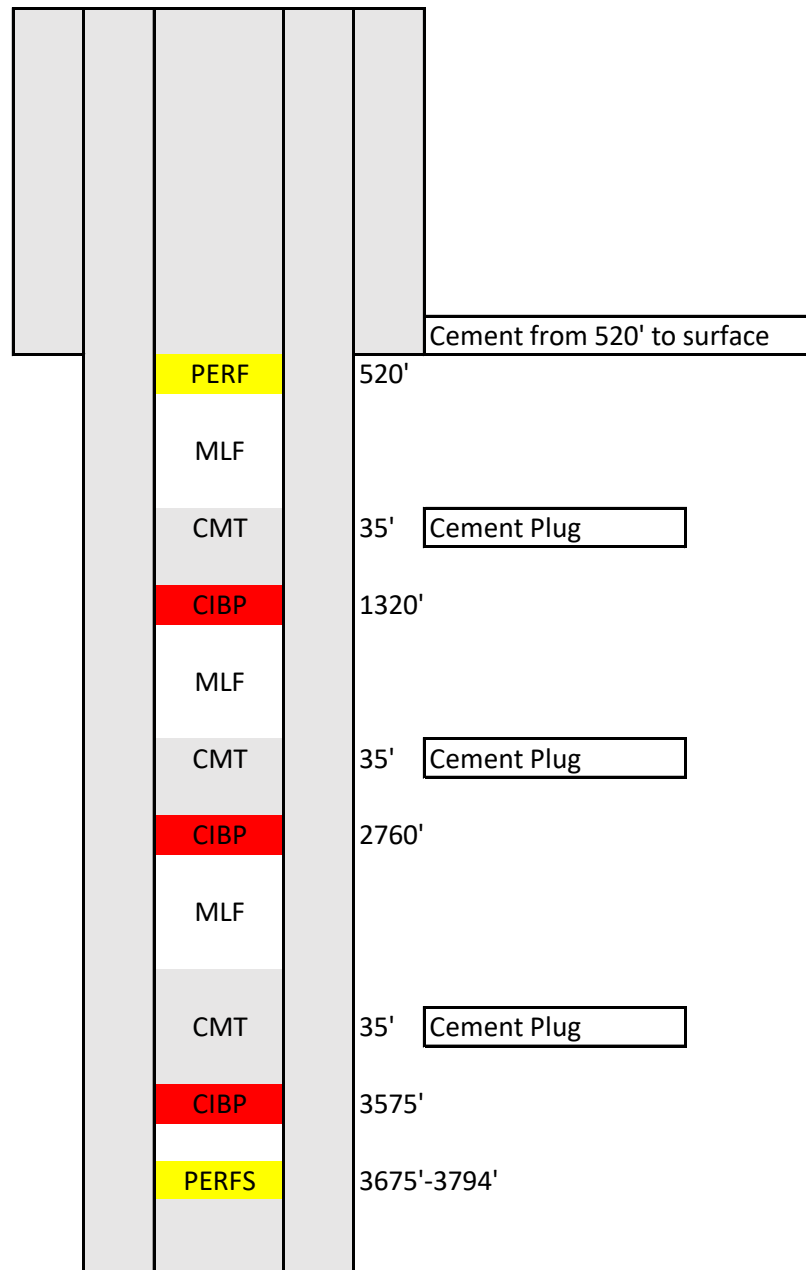 Cement from 520' to surface
PERF 520'
MLF
CMT 35' Cement Plug
CIBP 1320'
MLF
CMT 35' Cement Plug
CIBP 2760'
MLF
CMT 35' Cement Plug
CIBP 3575'
PERFS 3675'-3794'